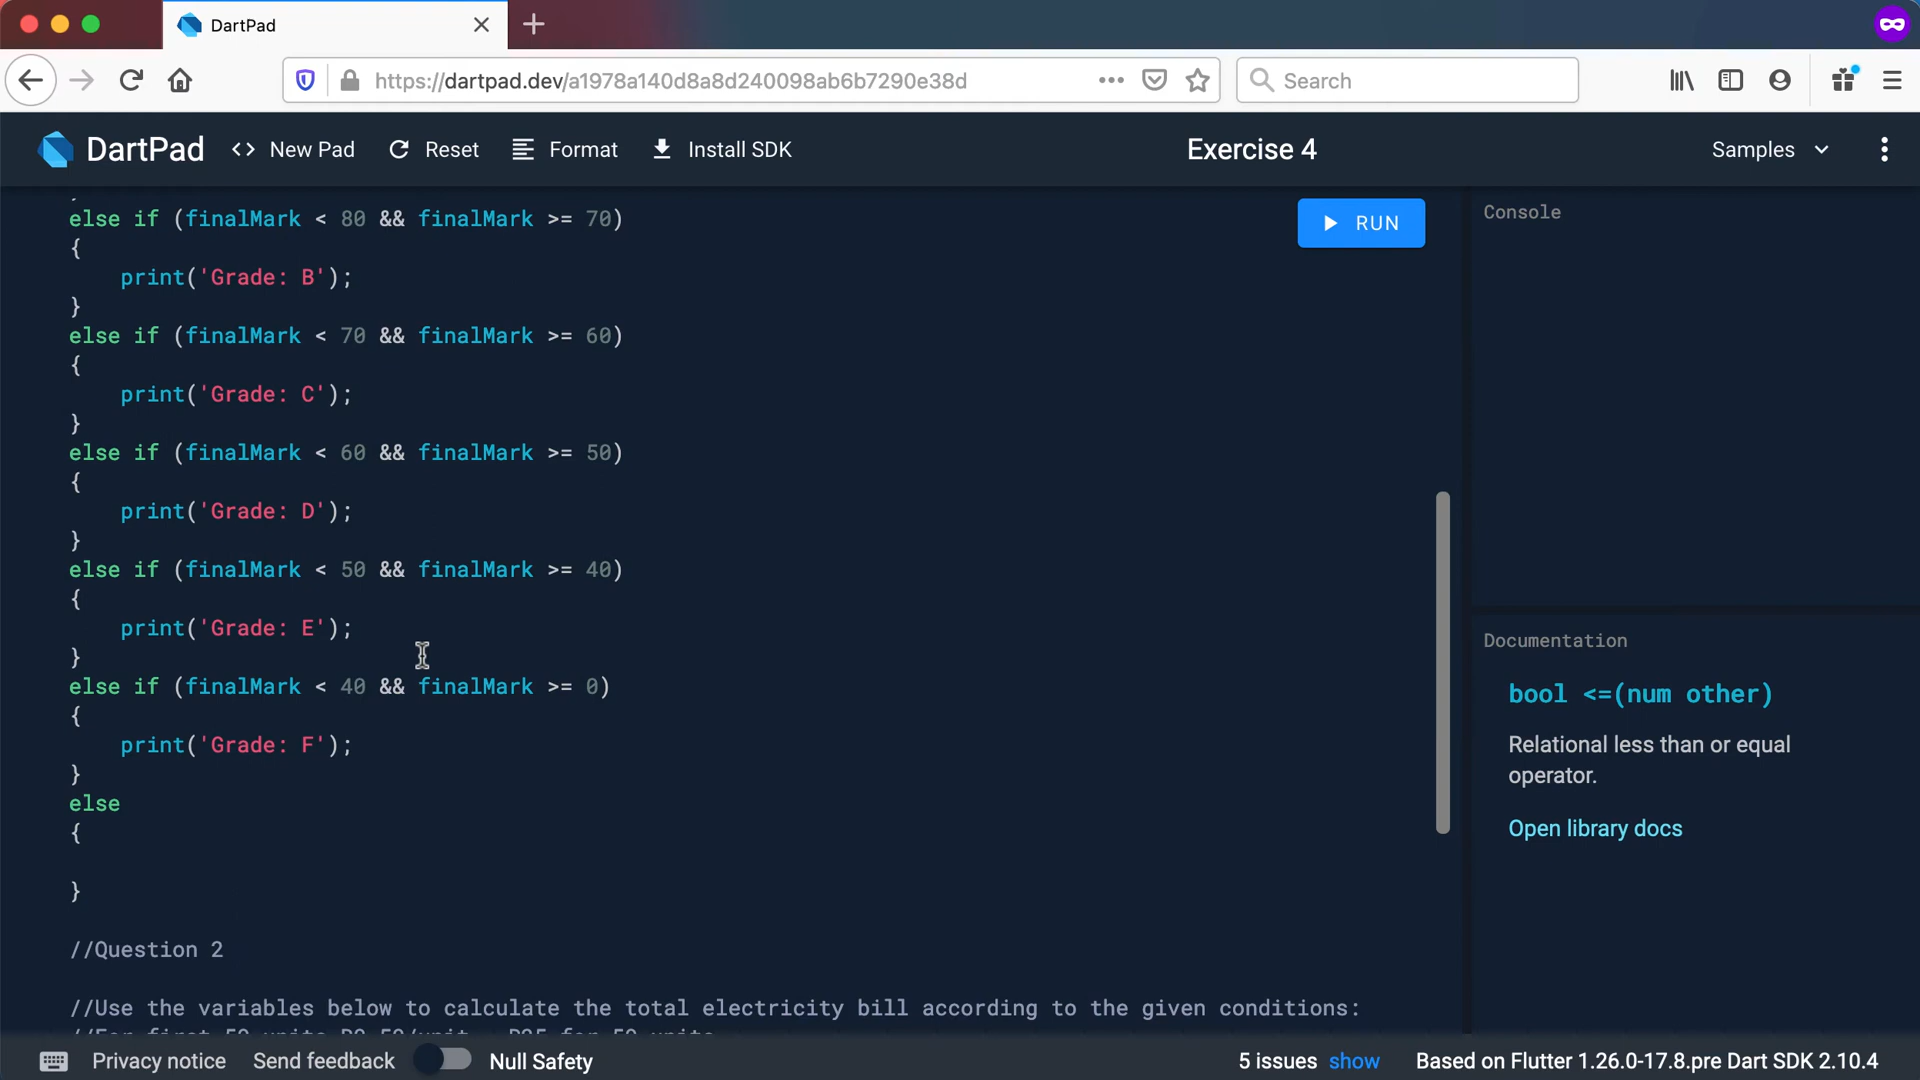 DartPad
https://dartpad.dev/a1978a140d8a8d240098ab6b7290e38d
Search
DartPad
New Pad
Reset
Format
Install SDK
Exercise 4
Samples
else if (finalMark < 80 && finalMark >= 70)
{
print('Grade: B');
}
else if (finalMark < 70 && finalMark >= 60)
{
print('Grade: C');
}
else if (finalMark < 60 && finalMark >= 50)
{
print('Grade: D');
}
else if (finalMark < 50 && finalMark >= 40)
{
print('Grade: E');
}
else if (finalMark < 40 && finalMark >= 0)
{
print('Grade: F');
}
else
{
}
//Question 2
//Use the variables below to calculate the total electricity bill according to the given conditions:
RUN
Console
Documentation
bool <=(num other)
Relational less than or equal
operator.
Open library docs
Privacy notice
Send feedback
Null Safety
5 issues show
Based on Flutter 1.26.0-17.8.pre Dart SDK 2.10.4